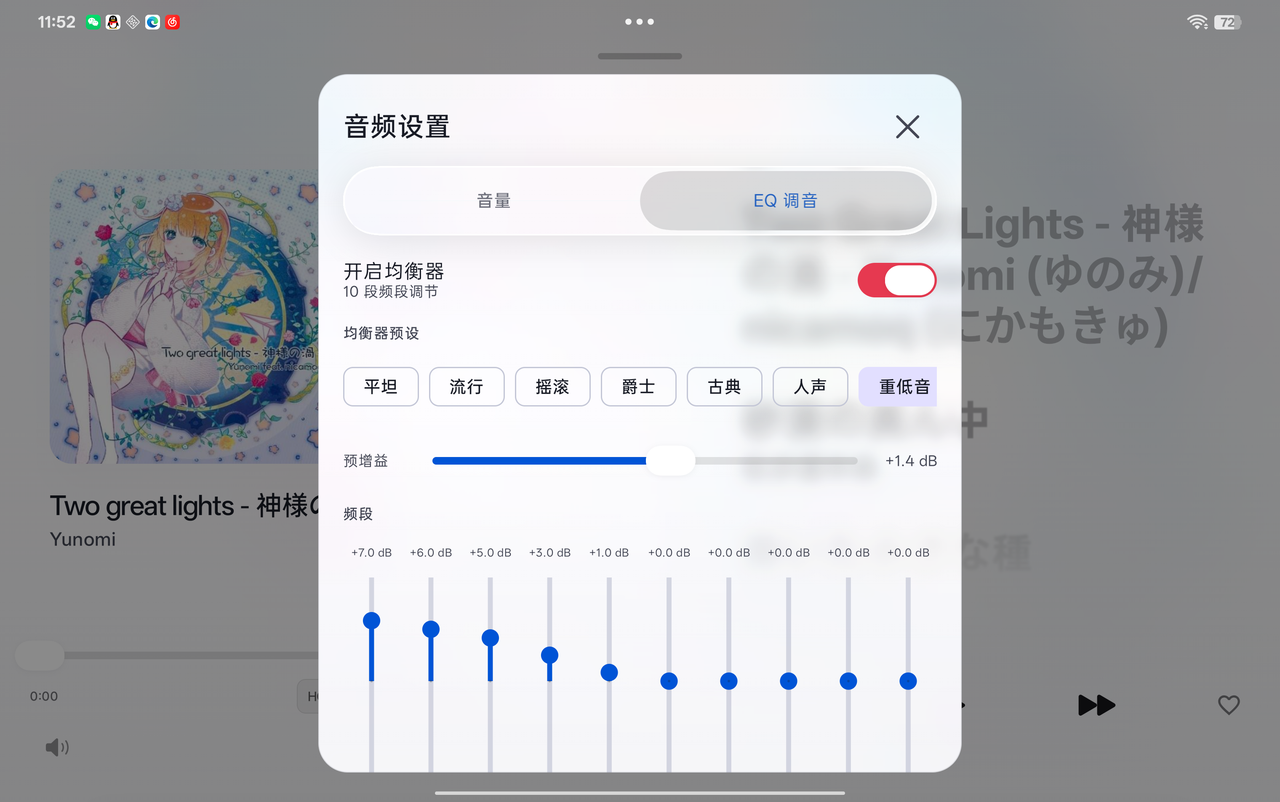 11:52
72
音频设置
音量
EQ 调音
开启均衡器
10 段频段调节
均衡器预设
平坦
流行
摇滚
爵士
古典
人声
重低音
预增益
+1.4 dB
频段
+7.0 dB
+6.0 dB
+5.0 dB
+3.0 dB
+1.0 dB
+0.0 dB
+0.0 dB
+0.0 dB
+0.0 dB
+0.0 dB
Two great lights - 神様の渦
Two great lights - 神様の
Yunomi
0:00
Lights - 神様
omi (ゆのみ)/
にかもきゅ)
中
な種